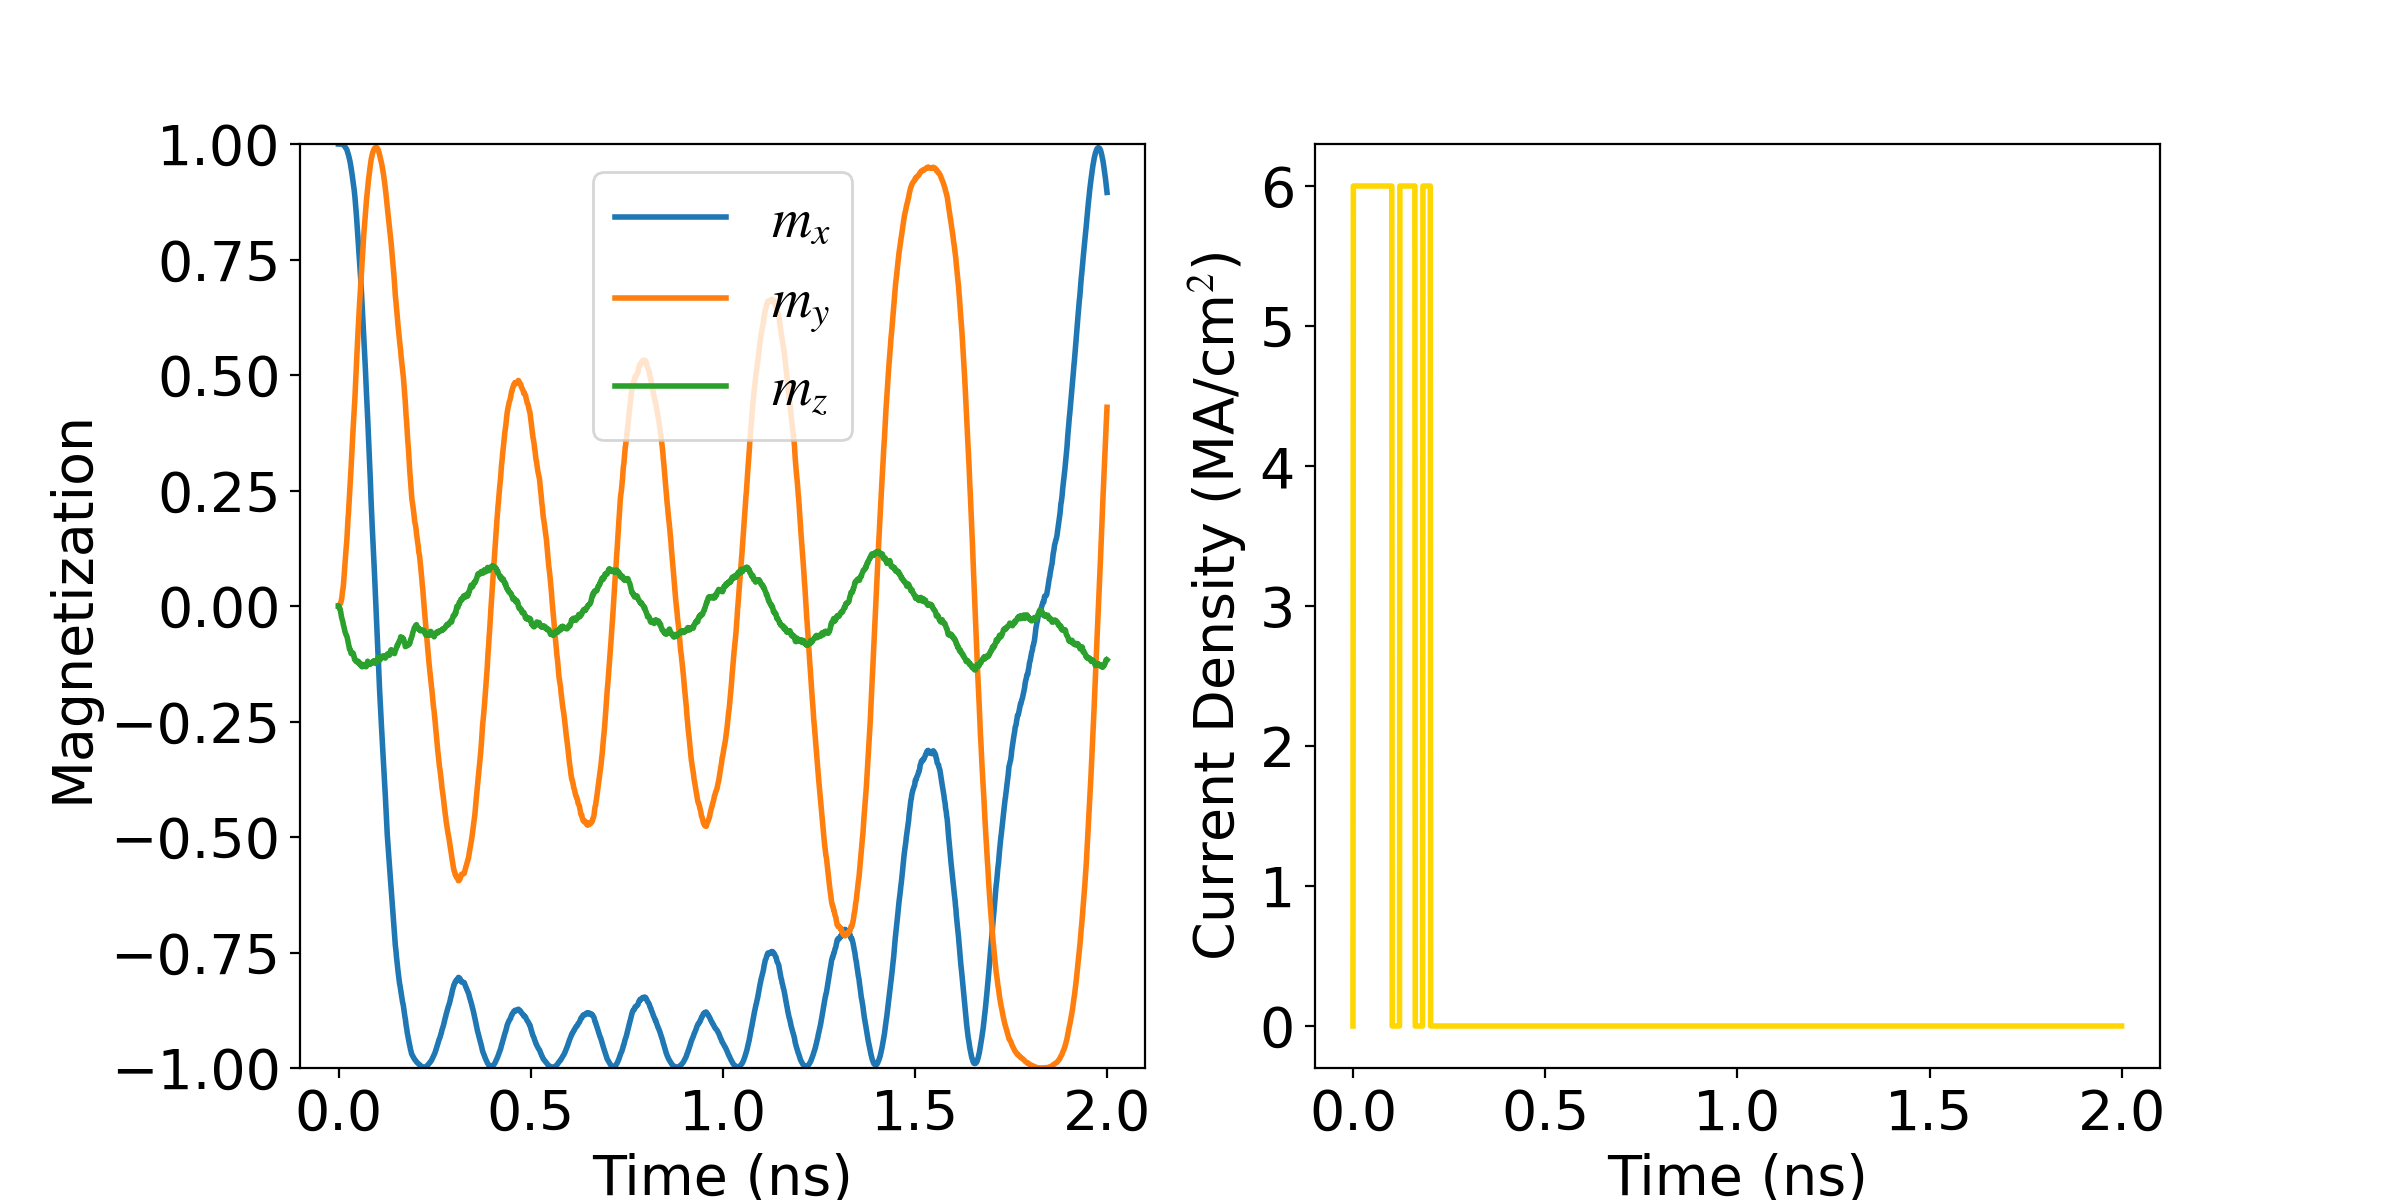 1.00
0.75
0.50
0.25
0.00
−0.25
−0.50
−0.75
−1.00
Magnetization
m_x
m_y
m_z
0.0 0.5 1.0 1.5 2.0
Time (ns)
6
5
4
3
2
1
0
Current Density (MA/cm²)
0.0 0.5 1.0 1.5 2.0
Time (ns)